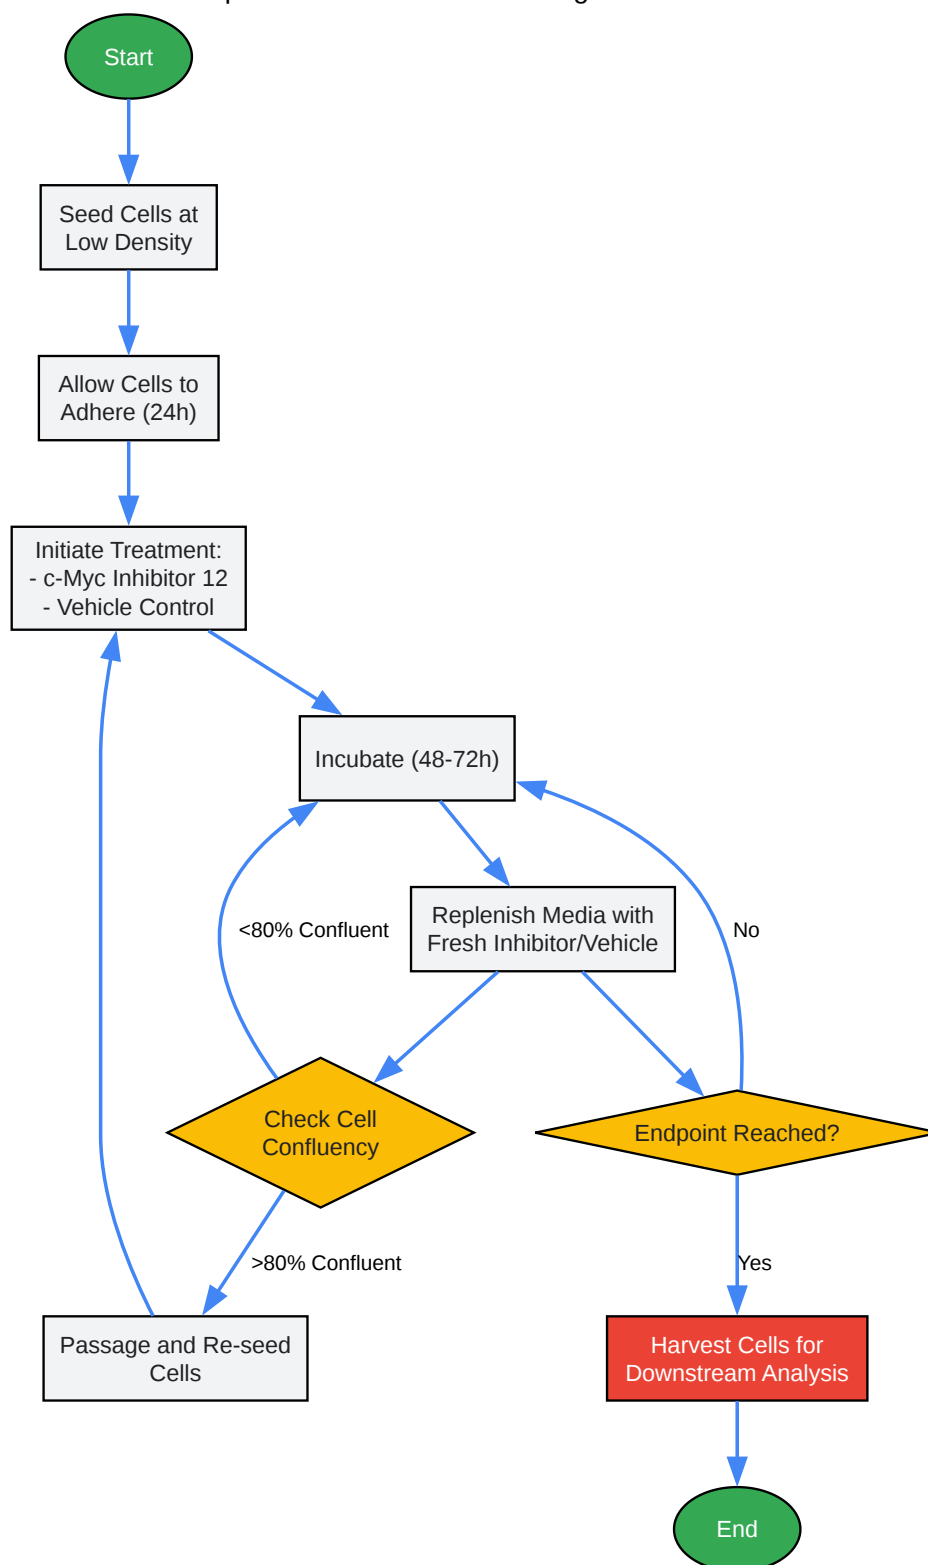 Start
Seed Cells at
Low Density
Allow Cells to
Adhere (24h)
Initiate Treatment:
- c-Myc Inhibitor 12
- Vehicle Control
Incubate (48-72h)
Replenish Media with
Fresh Inhibitor/Vehicle
<80% Confluent
No
Check Cell
Confluency
Endpoint Reached?
>80% Confluent
Yes
Passage and Re-seed
Cells
Harvest Cells for
Downstream Analysis
End